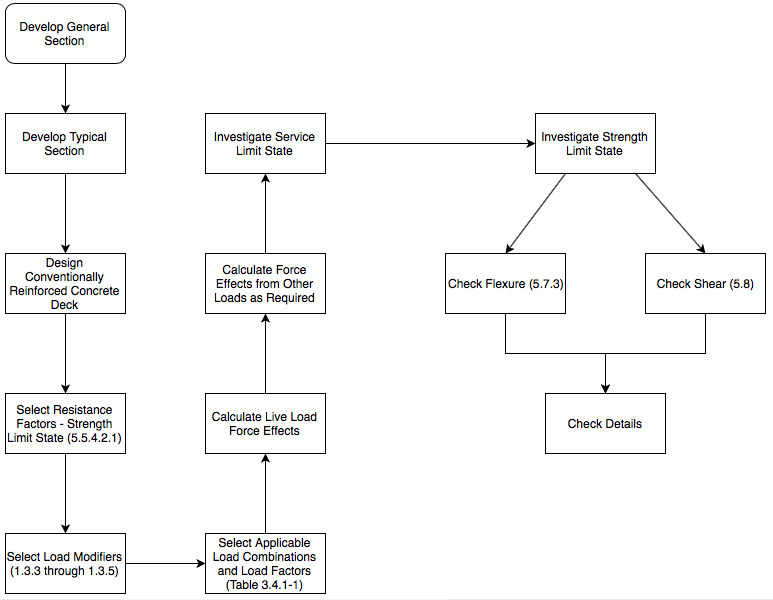 Develop General
Section
Develop Typical
Section
Design
Conventionally
Reinforced Concrete
Deck
Select Resistance
Factors - Strength
Limit State (5.5.4.2.1)
Select Load Modifiers
(1.3.3 through 1.3.5)
Select Applicable
Load Combinations
and Load Factors
(Table 3.4.1-1)
Calculate Live Load
Force Effects
Calculate Force
Effects from Other
Loads as Required
Investigate Service
Limit State
Investigate Strength
Limit State
Check Flexure (5.7.3)
Check Shear (5.8)
Check Details